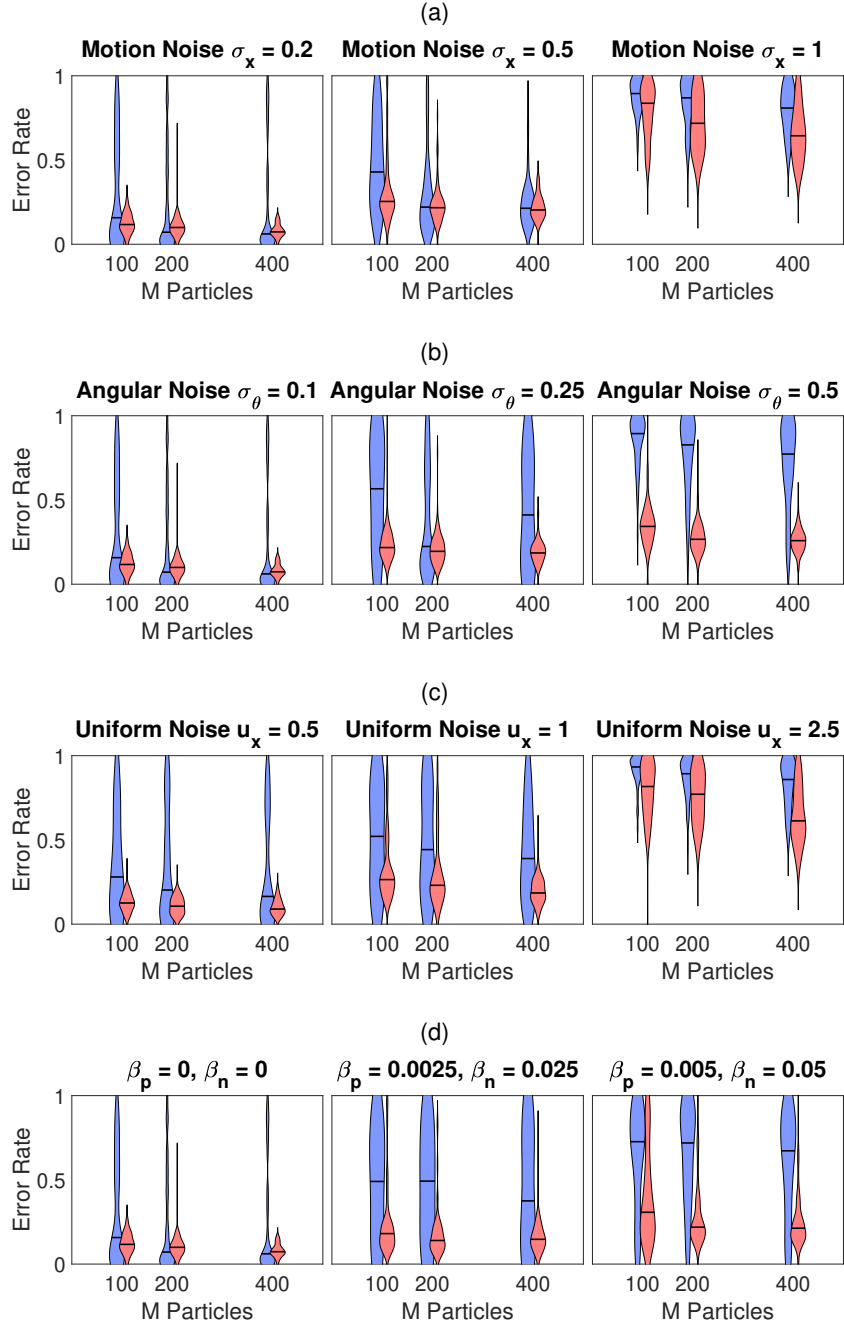 (a)
Motion Noise σx = 0.2 Motion Noise σx = 0.5 Motion Noise σx = 1
1
0.5
0
Error Rate
100 200 400 100 200 400 100 200 400
M Particles M Particles M Particles
(b)
Angular Noise σθ = 0.1 Angular Noise σθ = 0.25 Angular Noise σθ = 0.5
1
0.5
0
Error Rate
100 200 400 100 200 400 100 200 400
M Particles M Particles M Particles
(c)
Uniform Noise ux = 0.5 Uniform Noise ux = 1 Uniform Noise ux = 2.5
1
0.5
0
Error Rate
100 200 400 100 200 400 100 200 400
M Particles M Particles M Particles
(d)
βp = 0, βn = 0 βp = 0.0025, βn = 0.025 βp = 0.005, βn = 0.05
1
0.5
0
Error Rate
100 200 400 100 200 400 100 200 400
M Particles M Particles M Particles